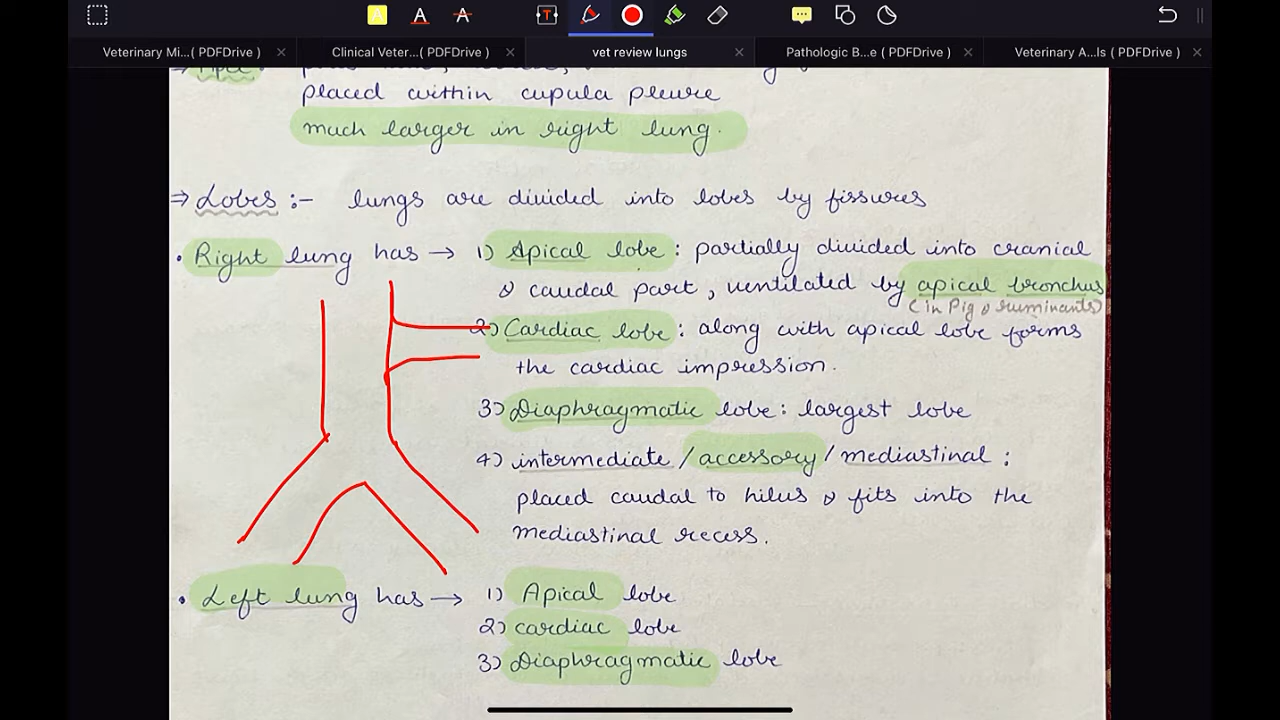 A A A T
Veterinary Mi...( PDFDrive ) × Clinical Veter...( PDFDrive ) × vet review lungs × Pathologic B...e ( PDFDrive ) × Veterinary A...ls ( PDFDrive ) ×
placed within cupula pleure
much larger in right lung.
⇒ Lobes :- lungs are divided into lobes by fissures
• Right lung has → 1) Apical lobe : partially divided into cranial
& caudal part, ventilated by apical bronchus
(in Pig & ruminants)
2) Cardiac lobe : along with apical lobe forms
the cardiac impression.
3) Diaphragmatic lobe : largest lobe
4) intermediate / accessory / mediastinal :
placed caudal to hilus & fits into the
mediastinal recess.
• Left lung has → 1) Apical lobe
2) cardiac lobe
3) Diaphragmatic lobe